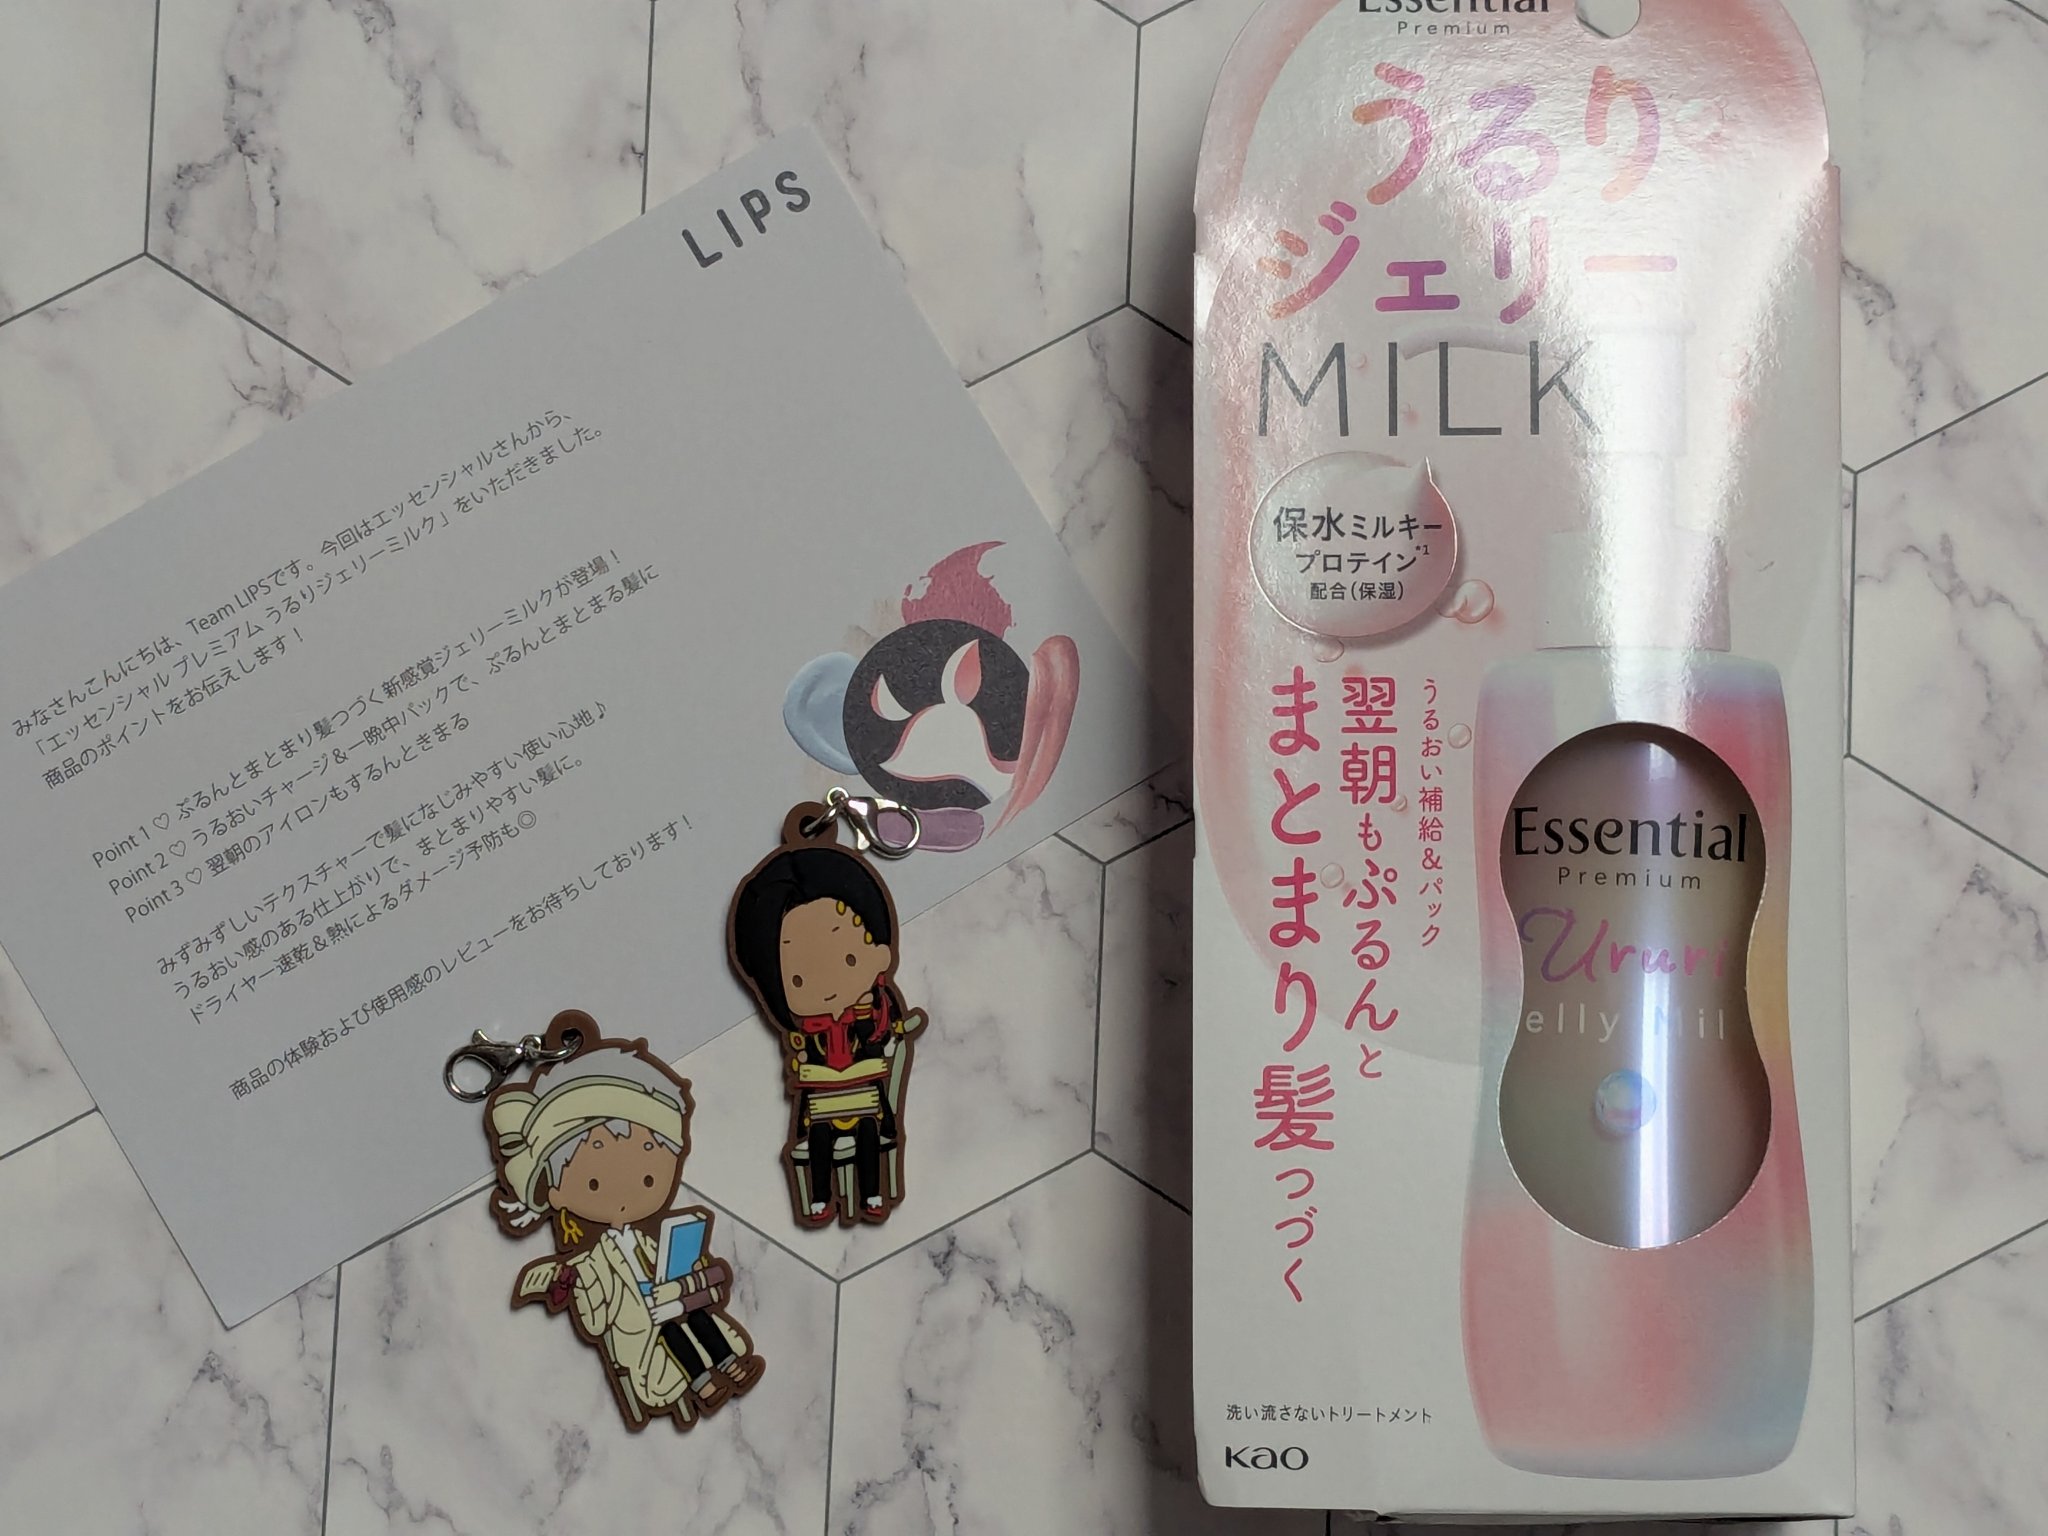 LIPS
みなさんこんにちは、Team LIPSです。今回はエッセンシャルさんから、
「エッセンシャル プレミアム うるりジェリーミルク」をいただきました。
商品のポイントをお伝えします！
Point 1 ♡ ぷるんとまとまり髪つづく新感覚ジェリーミルクが登場！
Point 2 ♡ うるおいチャージ＆一晩中パックで、ぷるんとまとまる髪に
Point 3 ♡ 翌朝のアイロンもするんときまる
みずみずしいテクスチャーで髪になじみやすい使い心地♪
うるおい感のある仕上がりで、まとまりやすい髪に。
ドライヤー速乾＆熱によるダメージ予防も◎
商品の体験および使用感のレビューをお待ちしております！
Essential
Premium
うるり
ジェリー
MILK
保水ミルキー
プロテイン*1
配合(保湿)
うるおい補給&パック
翌朝もぷるんと
まとまり髪つづく
Essential
Premium
Ururi
elly Mil
洗い流さないトリートメント
Kao